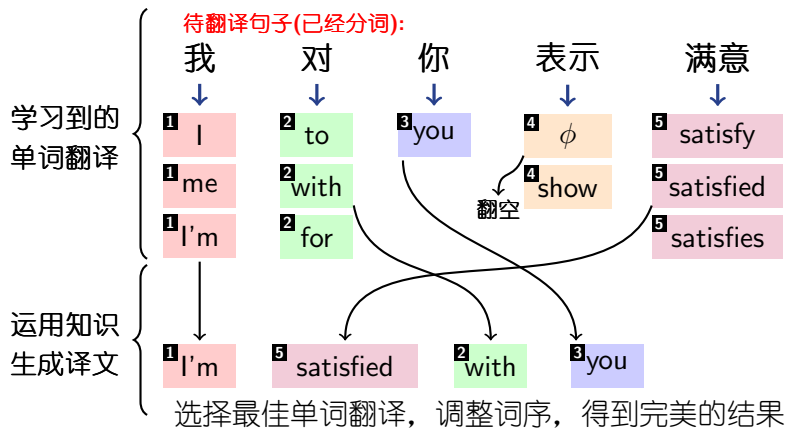 待翻译句子(已经分词):
我 对 你 表示 满意
学习到的
单词翻译
1 I 2 to 3 you 4 ϕ 5 satisfy
1 me 2 with 4 show 5 satisfied
翻空
1 I'm 2 for 5 satisfies
运用知识
生成译文
1 I'm 5 satisfied 2 with 3 you
选择最佳单词翻译，调整词序，得到完美的结果